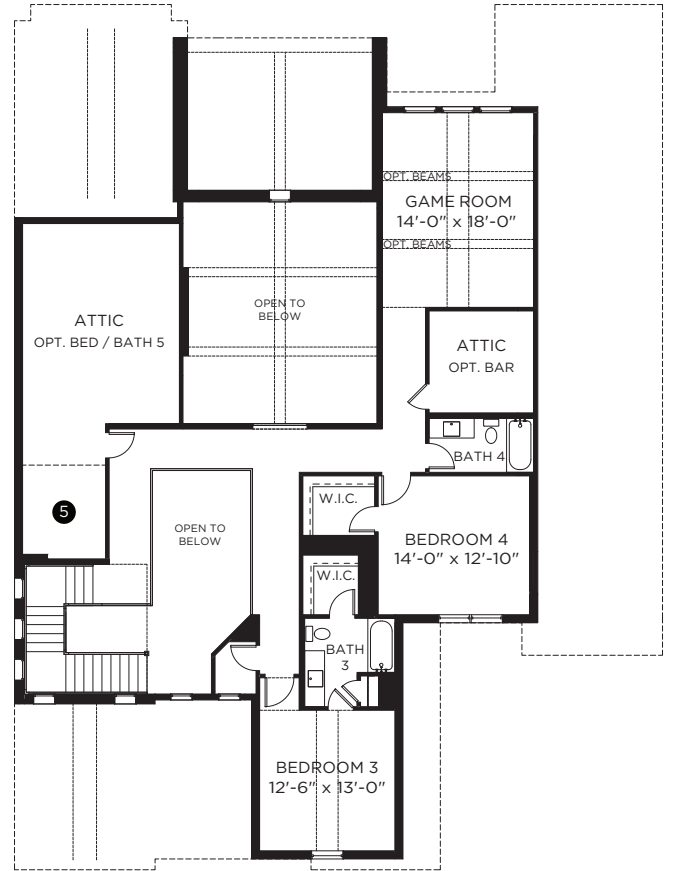 OPT. BEAMS
GAME ROOM
14'-0" x 18'-0"
OPT. BEAMS
OPEN TO
BELOW
ATTIC
OPT. BED / BATH 5
ATTIC
OPT. BAR
BATH 4
W.I.C.
5
OPEN TO
BELOW
BEDROOM 4
14'-0" x 12'-10"
W.I.C.
BATH
3
BEDROOM 3
12'-6" x 13'-0"